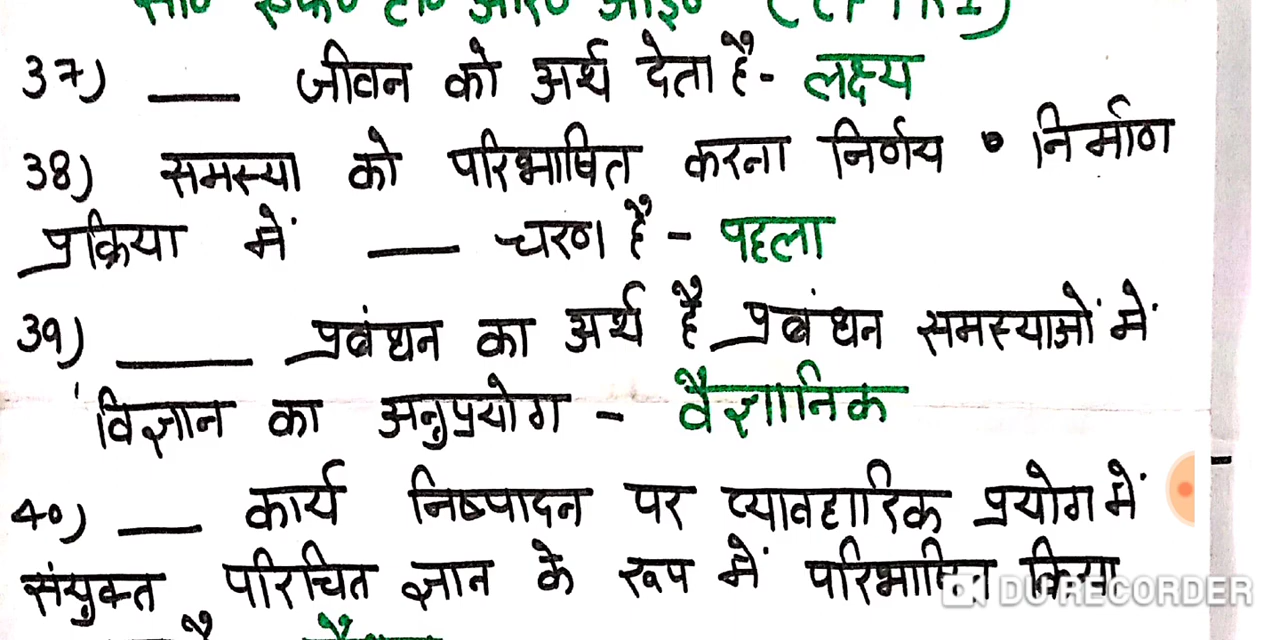 37) ___ जीवन को अर्थ देता है- लक्ष्य
38) समस्या को परिभाषित करना निर्णय • निर्माण
प्रक्रिया में ___ चरण है - पहला
39) ___ प्रबंधन का अर्थ है प्रबंधन समस्याओं में
विज्ञान का अनुप्रयोग - वैज्ञानिक
40) ___ कार्य निष्पादन पर व्यावहारिक प्रयोग में
संयुक्त परिचित ज्ञान के रूप में परिभाषित किया
DU RECORDER